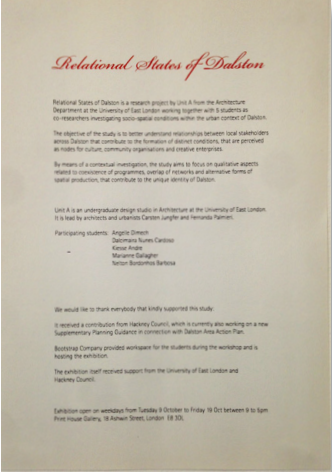 Relational States of Dalston
Relational States of Dalston is a research project by Unit A from the Architecture
Department at the University of East London working together with 5 students as
co-researchers investigating socio-spatial conditions within the urban context of Dalston.
The objective of the study is to better understand relationships between local stakeholders
across Dalston that contribute to the formation of distinct conditions, that are perceived
as nodes for culture, community organisations and creative enterprises.
By means of a contextual investigation, the study aims to focus on qualitative aspects
related to coexistence of programmes, overlap of networks and alternative forms of
spatial production, that contribute to the unique identity of Dalston.
Unit A is an undergraduate design studio in Architecture at the University of East London.
It is lead by architects and urbanists Carsten Jungfer and Fernanda Palmieri.
Participating students: Angele Dmech
Nunes Cardoso
Kiesse Andre
Marianne Gallagher
Bordonhos Barbosa
We would like to thank everybody that kindly supported this study:
It received a contribution from Hackney Council, which is currently also working on a new
Supplementary Planning Guidance in connection with Dalston Area Action Plan.
Bootstrap Company provided workspace for the students during the workshop and is
hosting the exhibition.
The exhibition itself received support from the University of East London and
Hackney Council.
Exhibition open on weekdays from Tuesday 9 October to Friday 19 Oct between 9 to 6pm
Print House Gallery, 18 Ashwin Street, London E8 3DL